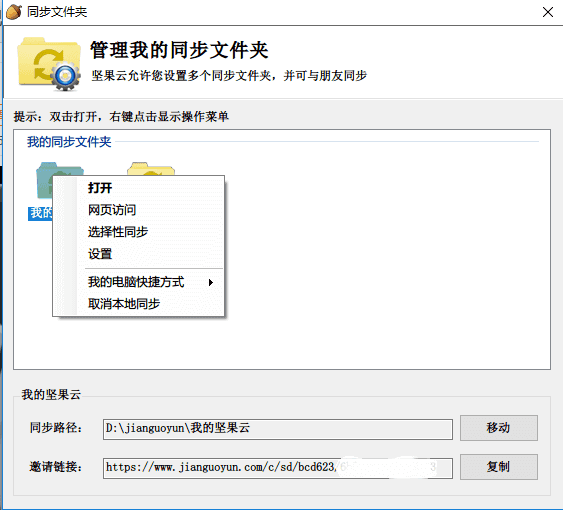 同步文件夹
管理我的同步文件夹
坚果云允许您设置多个同步文件夹，并可与朋友同步
提示：双击打开，右键点击显示操作菜单
我的同步文件夹
我的
打开
网页访问
选择性同步
设置
我的电脑快捷方式
取消本地同步
我的坚果云
同步路径：
D:\jianguoyun\我的坚果云
移动
邀请链接：
https://www.jianguoyun.com/c/sd/bcd623/
复制